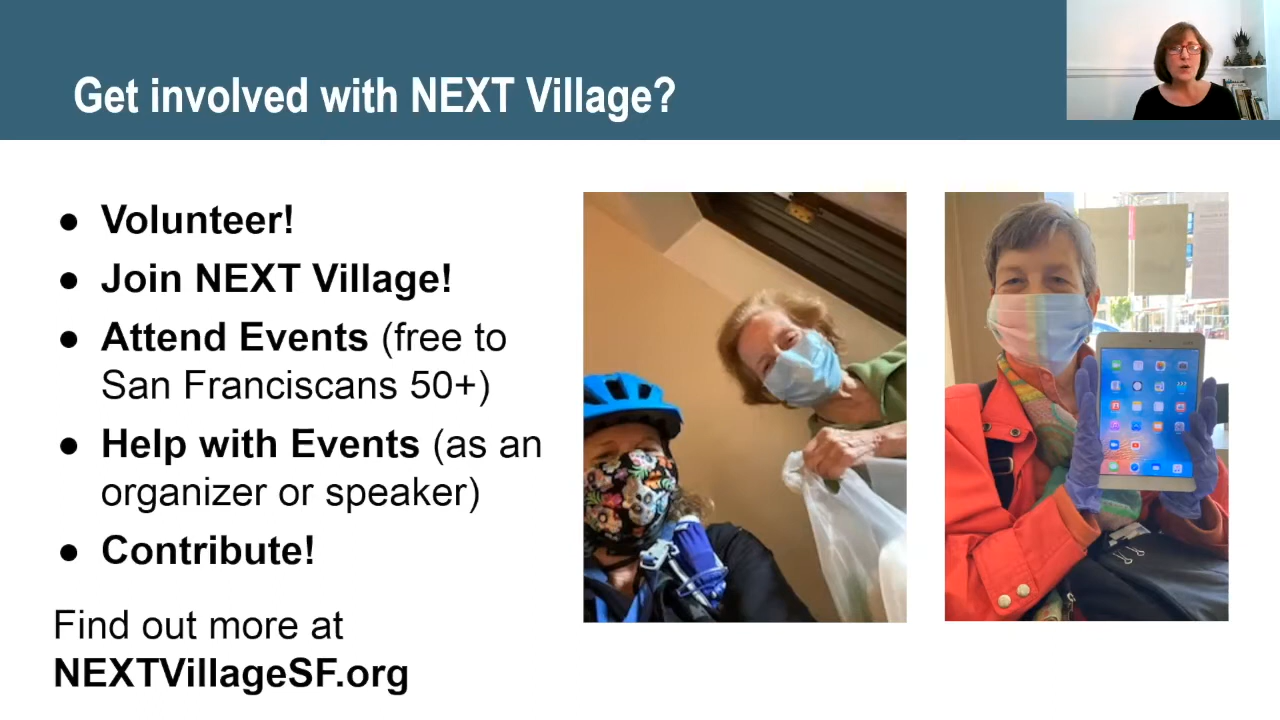 Get involved with NEXT Village?
● Volunteer!
● Join NEXT Village!
● Attend Events (free to
San Franciscans 50+)
● Help with Events (as an
organizer or speaker)
● Contribute!
Find out more at
NEXTVillageSF.org